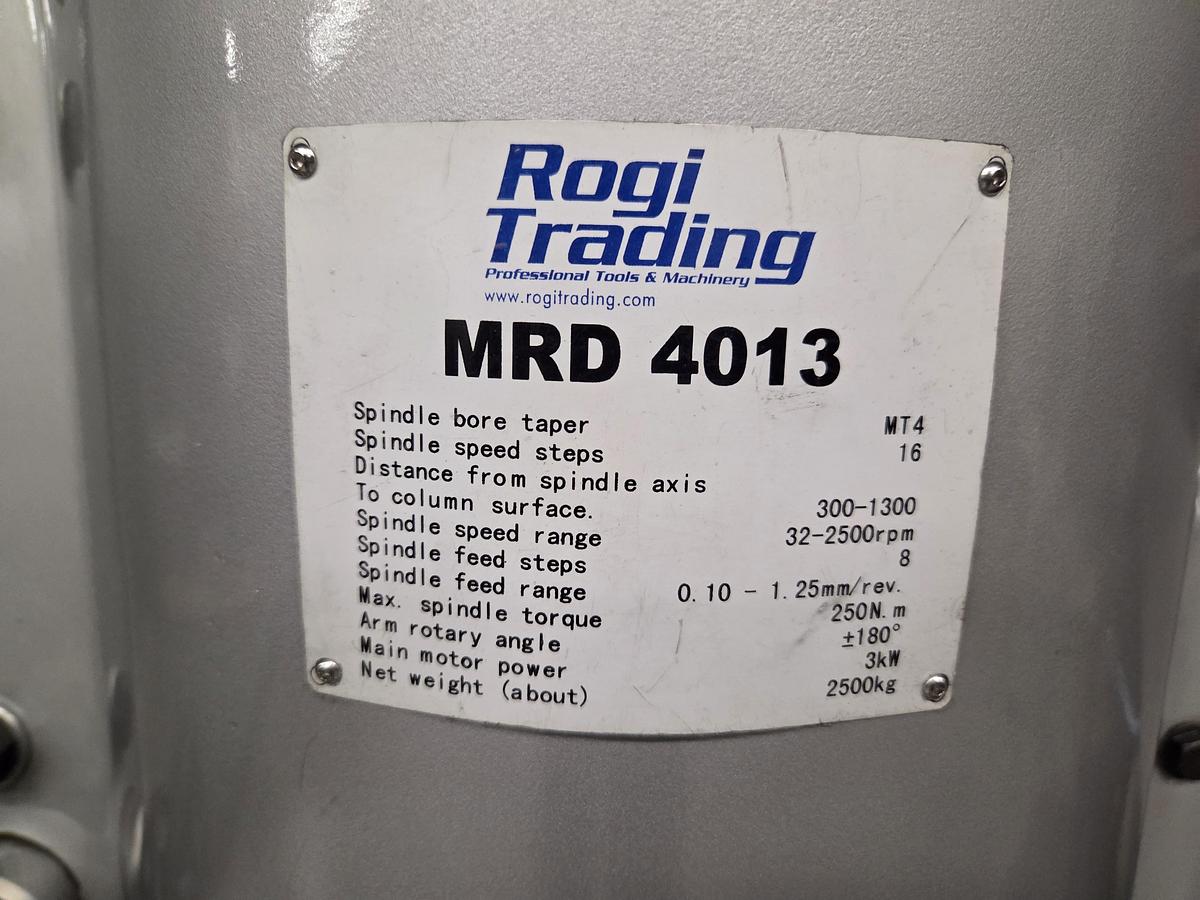 Rogi
Trading
Professional Tools & Machinery
www.rogitrading.com
MRD 4013
Spindle bore taper MT4
Spindle speed steps 16
Distance from spindle axis
To column surface. 300-1300
Spindle speed range 32-2500rpm
Spindle feed steps 8
Spindle feed range 0.10 - 1.25mm/rev.
Max. spindle torque 250N.m
Arm rotary angle ±180°
Main motor power 3kW
Net weight (about) 2500kg